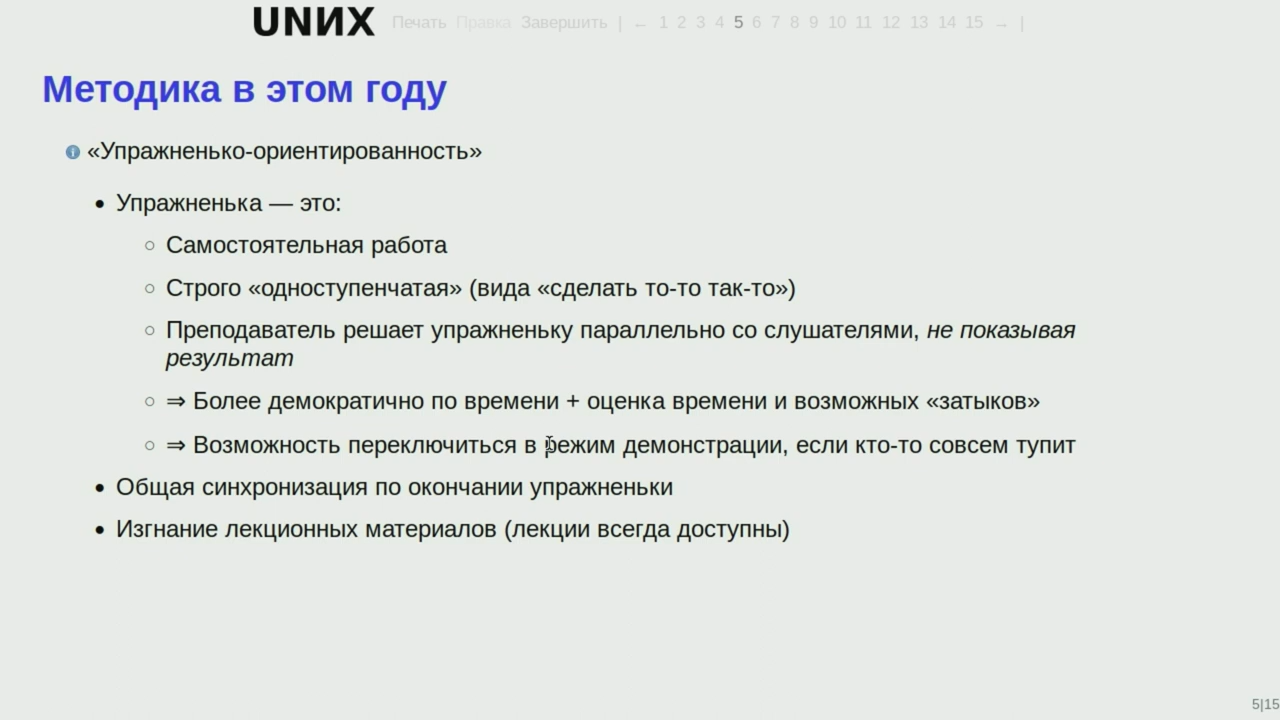 UNИX Печать Правка Завершить | ← 1 2 3 4 5 6 7 8 9 10 11 12 13 14 15 → |
Методика в этом году
«Упражненько-ориентированность»
• Упражненька — это:
○ Самостоятельная работа
○ Строго «одноступенчатая» (вида «сделать то-то так-то»)
○ Преподаватель решает упражненьку параллельно со слушателями, не показывая
результат
○ ⇒ Более демократично по времени + оценка времени и возможных «затыков»
○ ⇒ Возможность переключиться в режим демонстрации, если кто-то совсем тупит
• Общая синхронизация по окончании упражненьки
• Изгнание лекционных материалов (лекции всегда доступны)
5|15